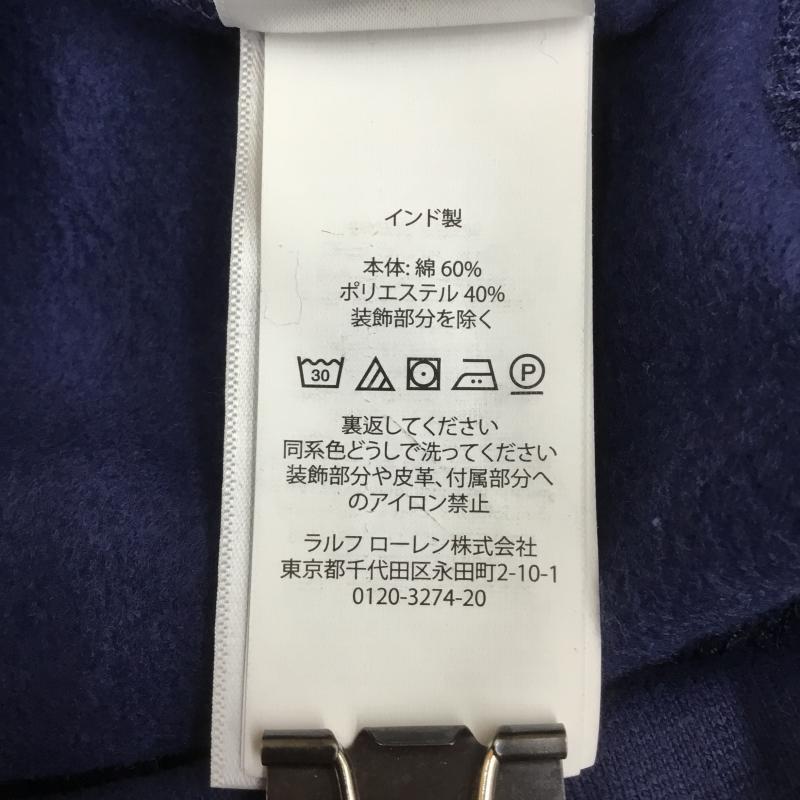 インド製
本体: 綿 60%
ポリエステル 40%
装飾部分を除く
30 P
裏返してください
同系色どうしで洗ってください
装飾部分や皮革、付属部分へ
のアイロン禁止
ラルフ ローレン株式会社
東京都千代田区永田町2-10-1
0120-3274-20